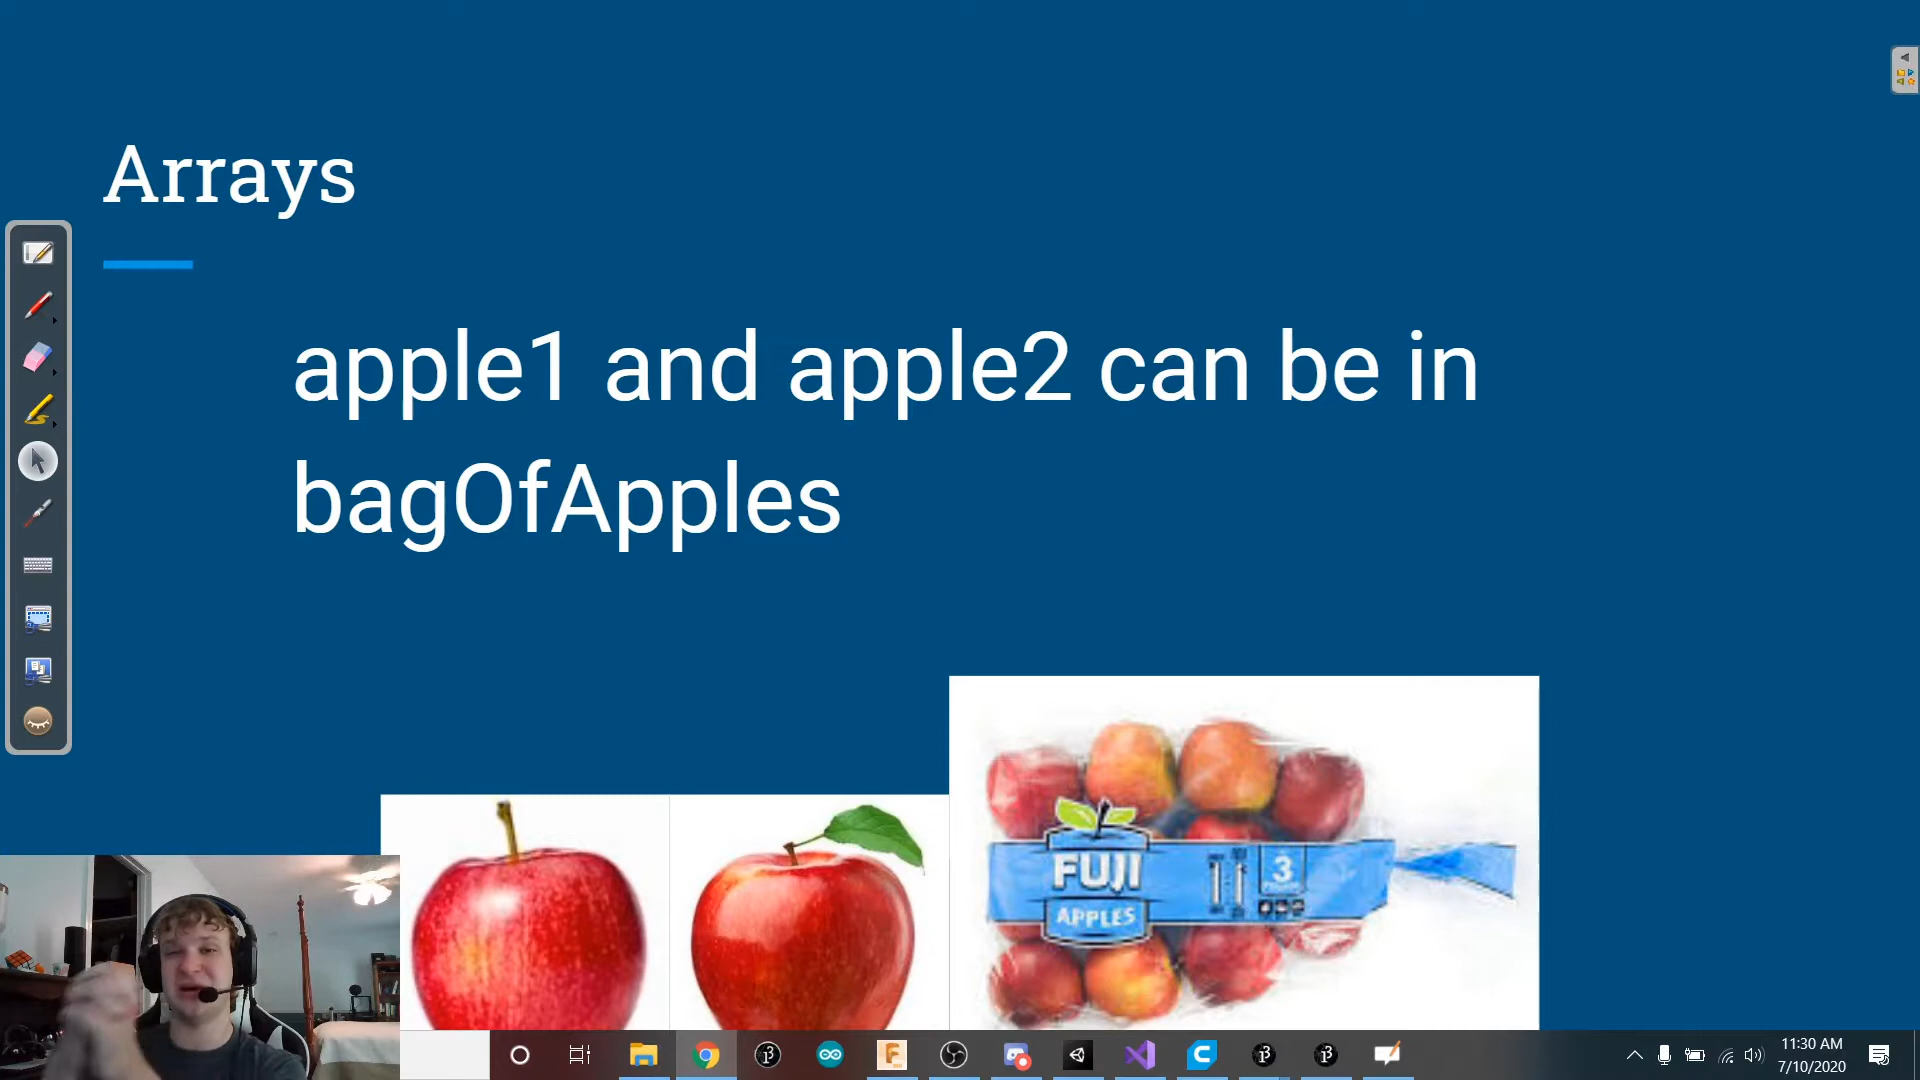 Arrays
apple1 and apple2 can be in
bagOfApples
FUJI
3
APPLES
11:30 AM
7/10/2020